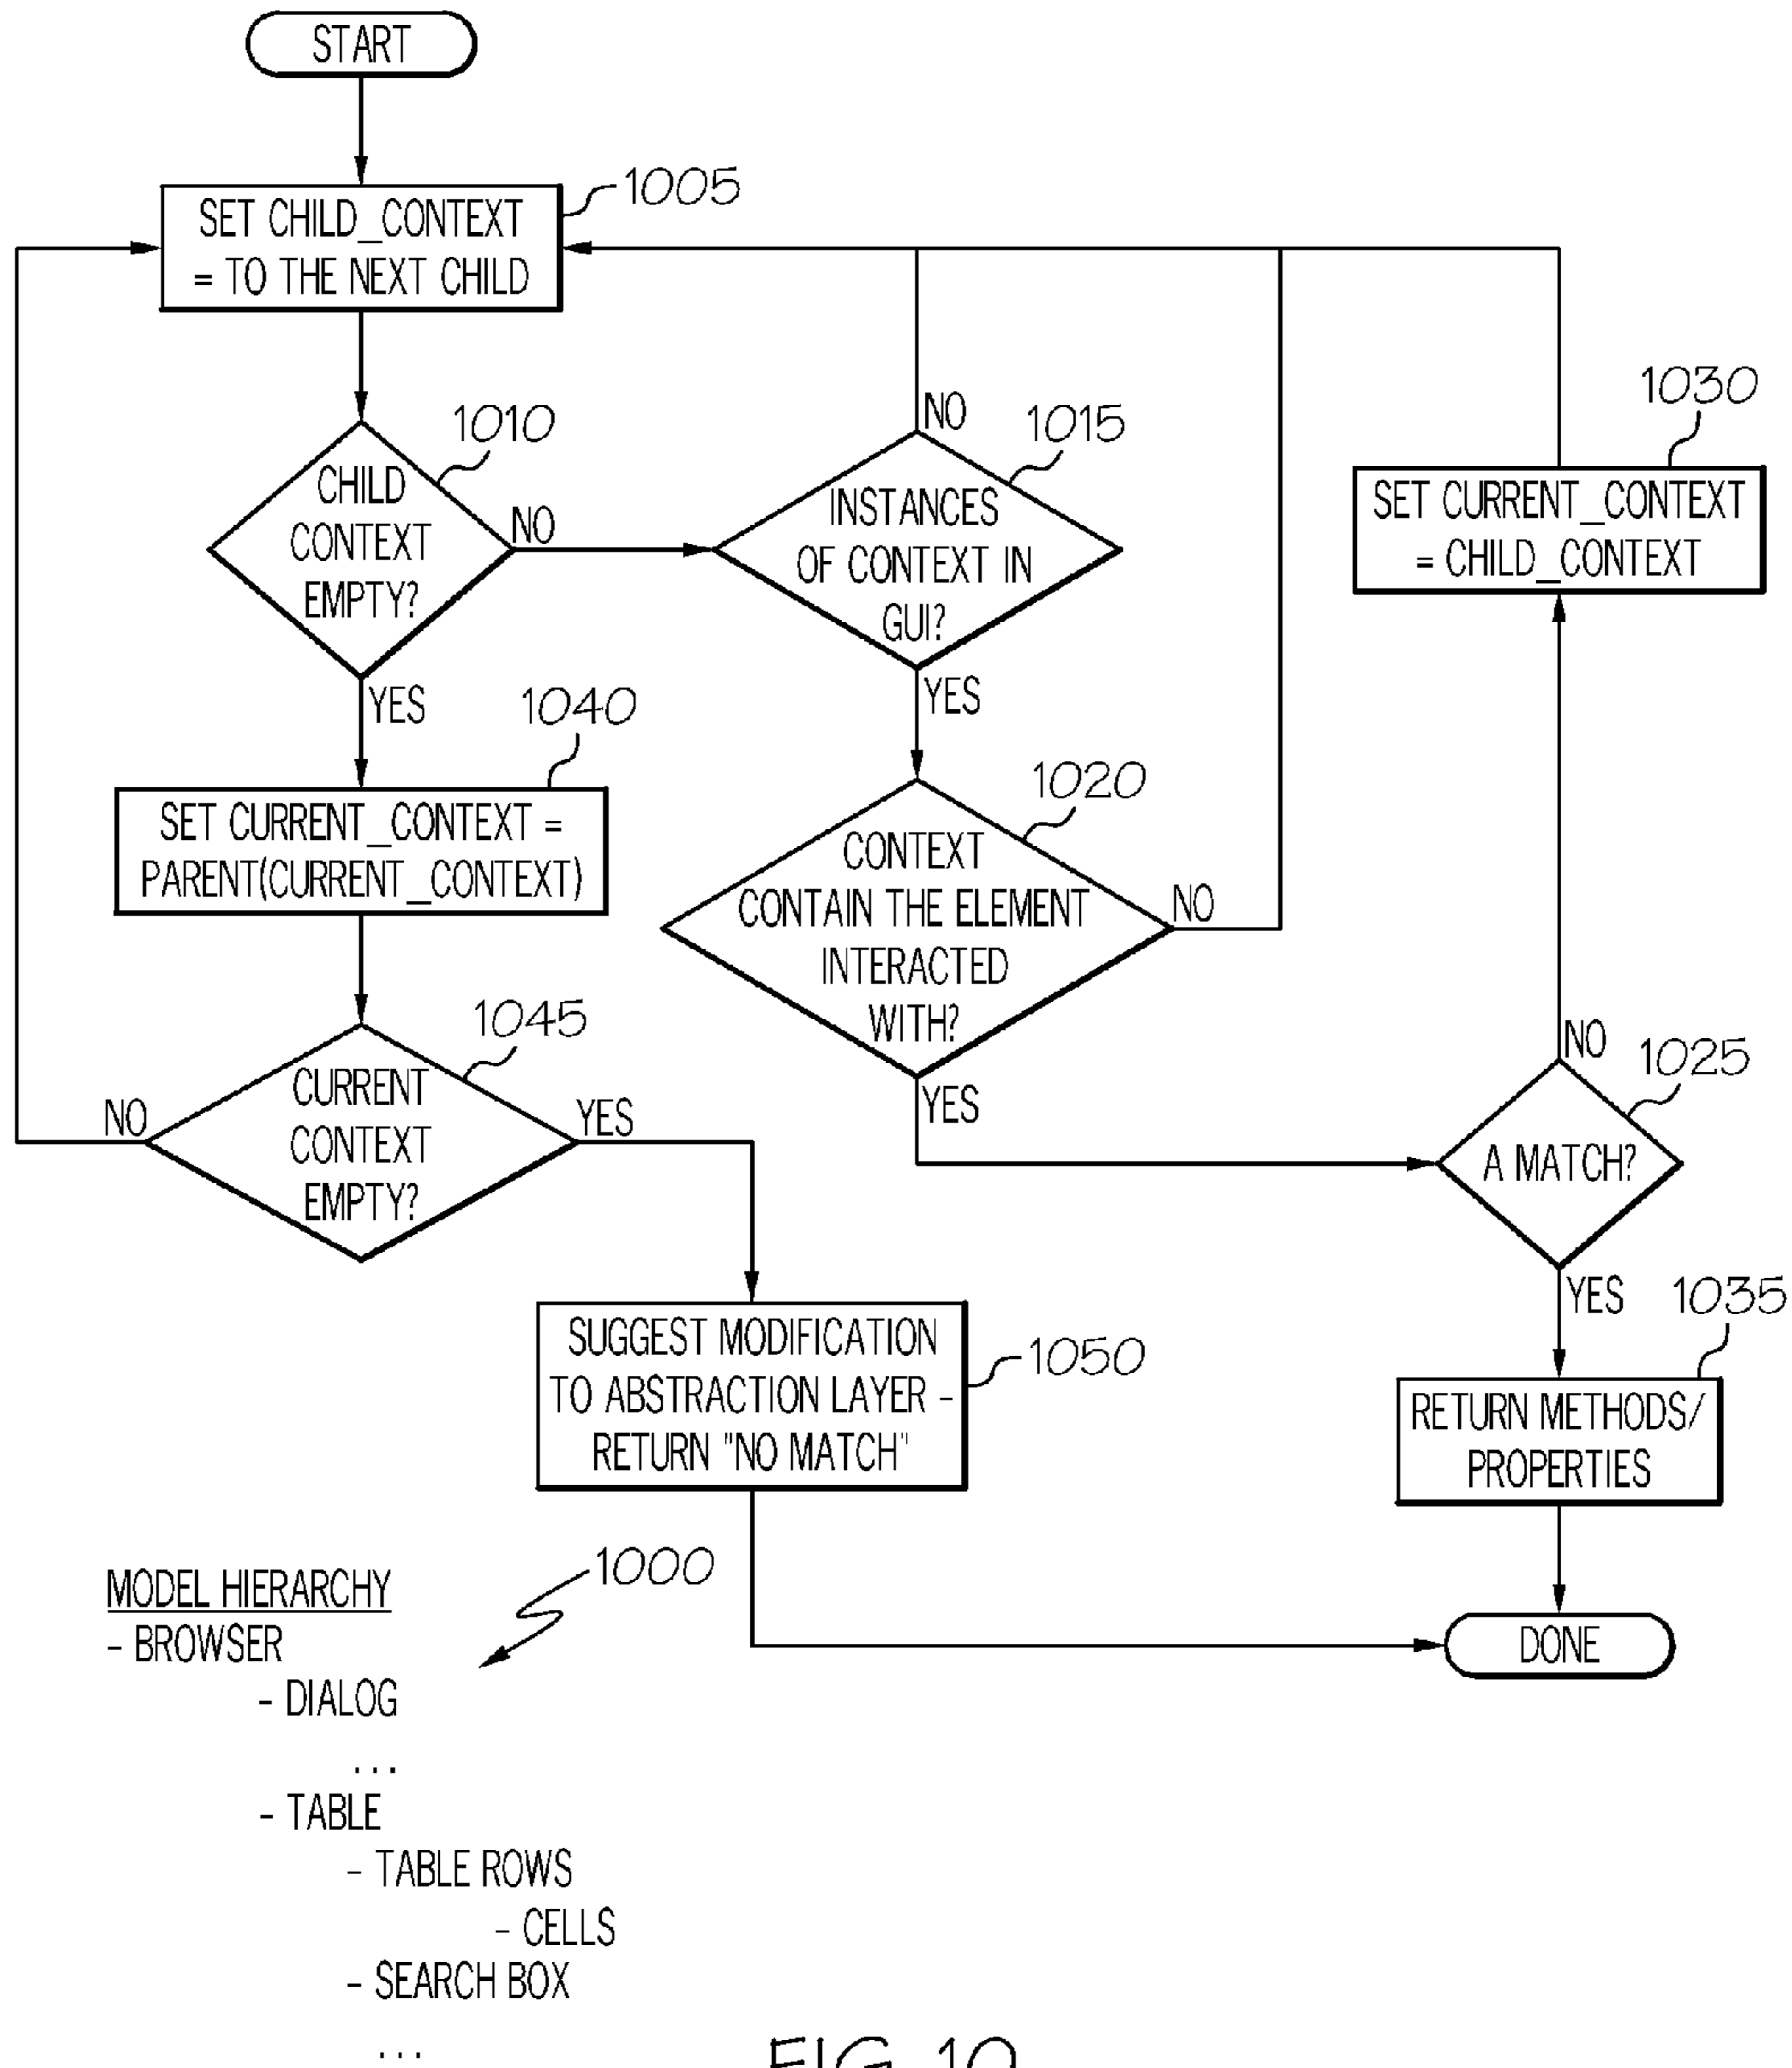 START
1005
SET CHILD_CONTEXT
= TO THE NEXT CHILD
1010
CHILD
CONTEXT
EMPTY?
NO
YES
1015
NO
INSTANCES
OF CONTEXT IN
GUI?
YES
1030
SET CURRENT_CONTEXT
= CHILD_CONTEXT
1040
SET CURRENT_CONTEXT =
PARENT(CURRENT_CONTEXT)
1020
CONTEXT
CONTAIN THE ELEMENT
INTERACTED
WITH?
NO
YES
1045
CURRENT
CONTEXT
EMPTY?
NO
YES
1025
NO
A MATCH?
YES
1050
SUGGEST MODIFICATION
TO ABSTRACTION LAYER -
RETURN "NO MATCH"
1035
RETURN METHODS/
PROPERTIES
DONE
1000
MODEL HIERARCHY
- BROWSER
- DIALOG
...
- TABLE
- TABLE ROWS
- CELLS
- SEARCH BOX
...
FIG. 10